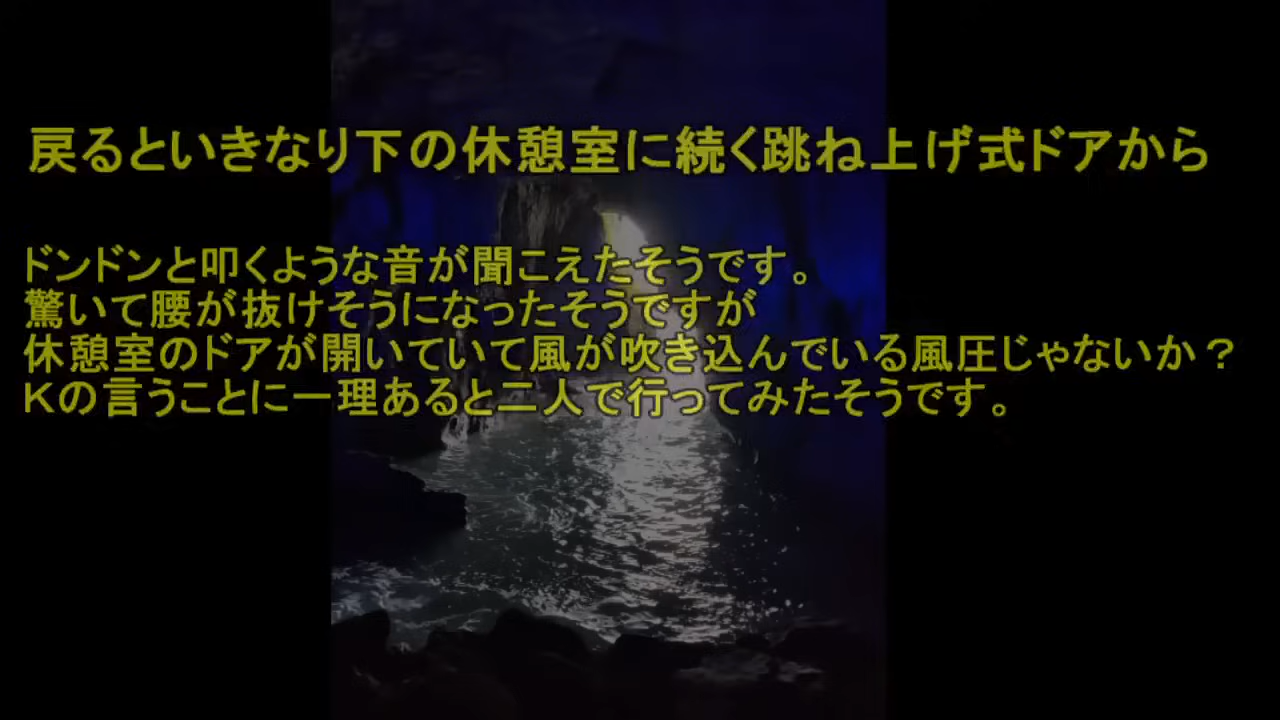 戻るといきなり下の休憩室に続く跳ね上げ式ドアから
ドンドンと叩くような音が聞こえたそうです。
驚いて腰が抜けそうになったそうですが
休憩室のドアが開いていて風が吹き込んでいる風圧じゃないか？
Ｋの言うことに一理あると二人で行ってみたそうです。